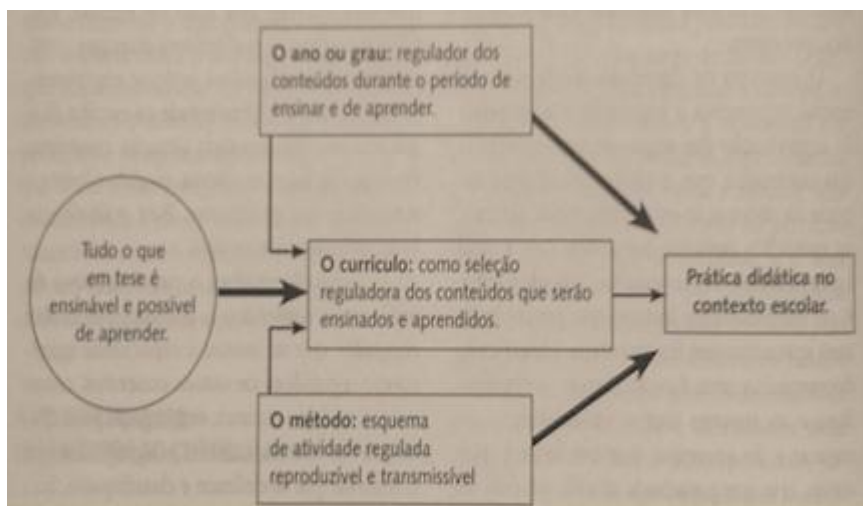 O ano ou grau: regulador dos
conteúdos durante o período de
ensinar e de aprender.
Tudo o que
em tese é
ensinável e possível
de aprender.
O currículo: como seleção
reguladora dos conteúdos que serão
ensinados e aprendidos.
Prática didática no
contexto escolar.
O método: esquema
de atividade regulada
reproduzível e transmissível